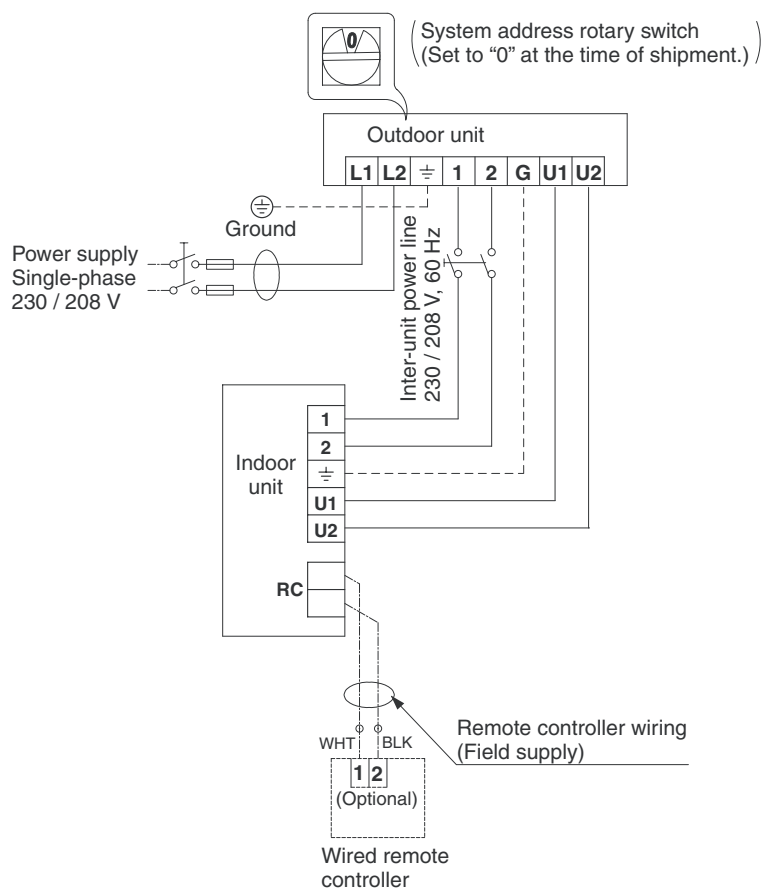 0
System address rotary switch
(Set to “0” at the time of shipment.)
Outdoor unit
L1 L2 ⏚ 1 2 G U1 U2
Ground
Power supply
Single-phase
230 / 208 V
Inter-unit power line
230 / 208 V, 60 Hz
Indoor
unit
1
2
⏚
U1
U2
RC
Remote controller wiring
(Field supply)
WHT BLK
1 2
(Optional)
Wired remote
controller